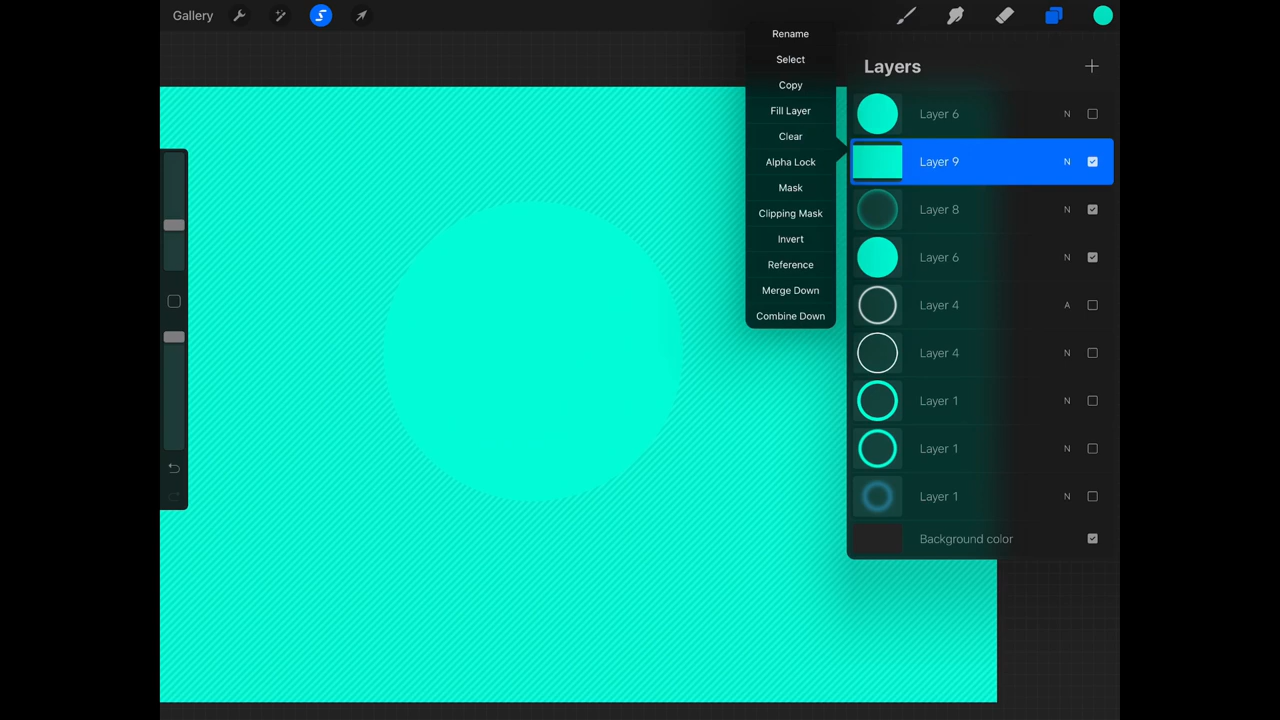 Gallery
Rename
Select
Copy
Fill Layer
Clear
Alpha Lock
Mask
Clipping Mask
Invert
Reference
Merge Down
Combine Down
Layers
Layer 6 N
Layer 9 N
Layer 8 N
Layer 6 N
Layer 4 A
Layer 4 N
Layer 1 N
Layer 1 N
Layer 1 N
Background color